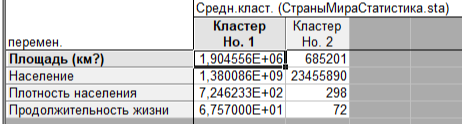 Средн.класт. (СтраныМираСтатистика.sta)
перемен. Кластер Но. 1 Кластер Но. 2
Площадь (км?) 1,904556E+06 685201
Население 1,380086E+09 23455890
Плотность населения 7,246233E+02 298
Продолжительность жизни 6,757000E+01 72